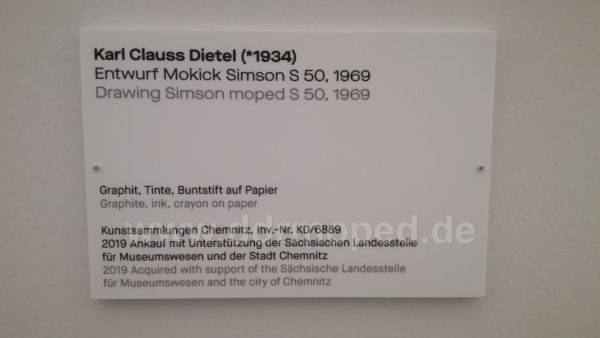 Karl Clauss Dietel (*1934)
Entwurf Mokick Simson S 50, 1969
Drawing Simson moped S 50, 1969
Graphit, Tinte, Buntstift auf Papier
Graphite, ink, crayon on paper
www.ddrmoped.de
Kunstsammlungen Chemnitz, Inv.-Nr. KD/6889
2019 Ankauf mit Unterstützung der Sächsischen Landesstelle
für Museumswesen und der Stadt Chemnitz
2019 Acquired with support of the Sächsische Landesstelle
für Museumswesen and the city of Chemnitz